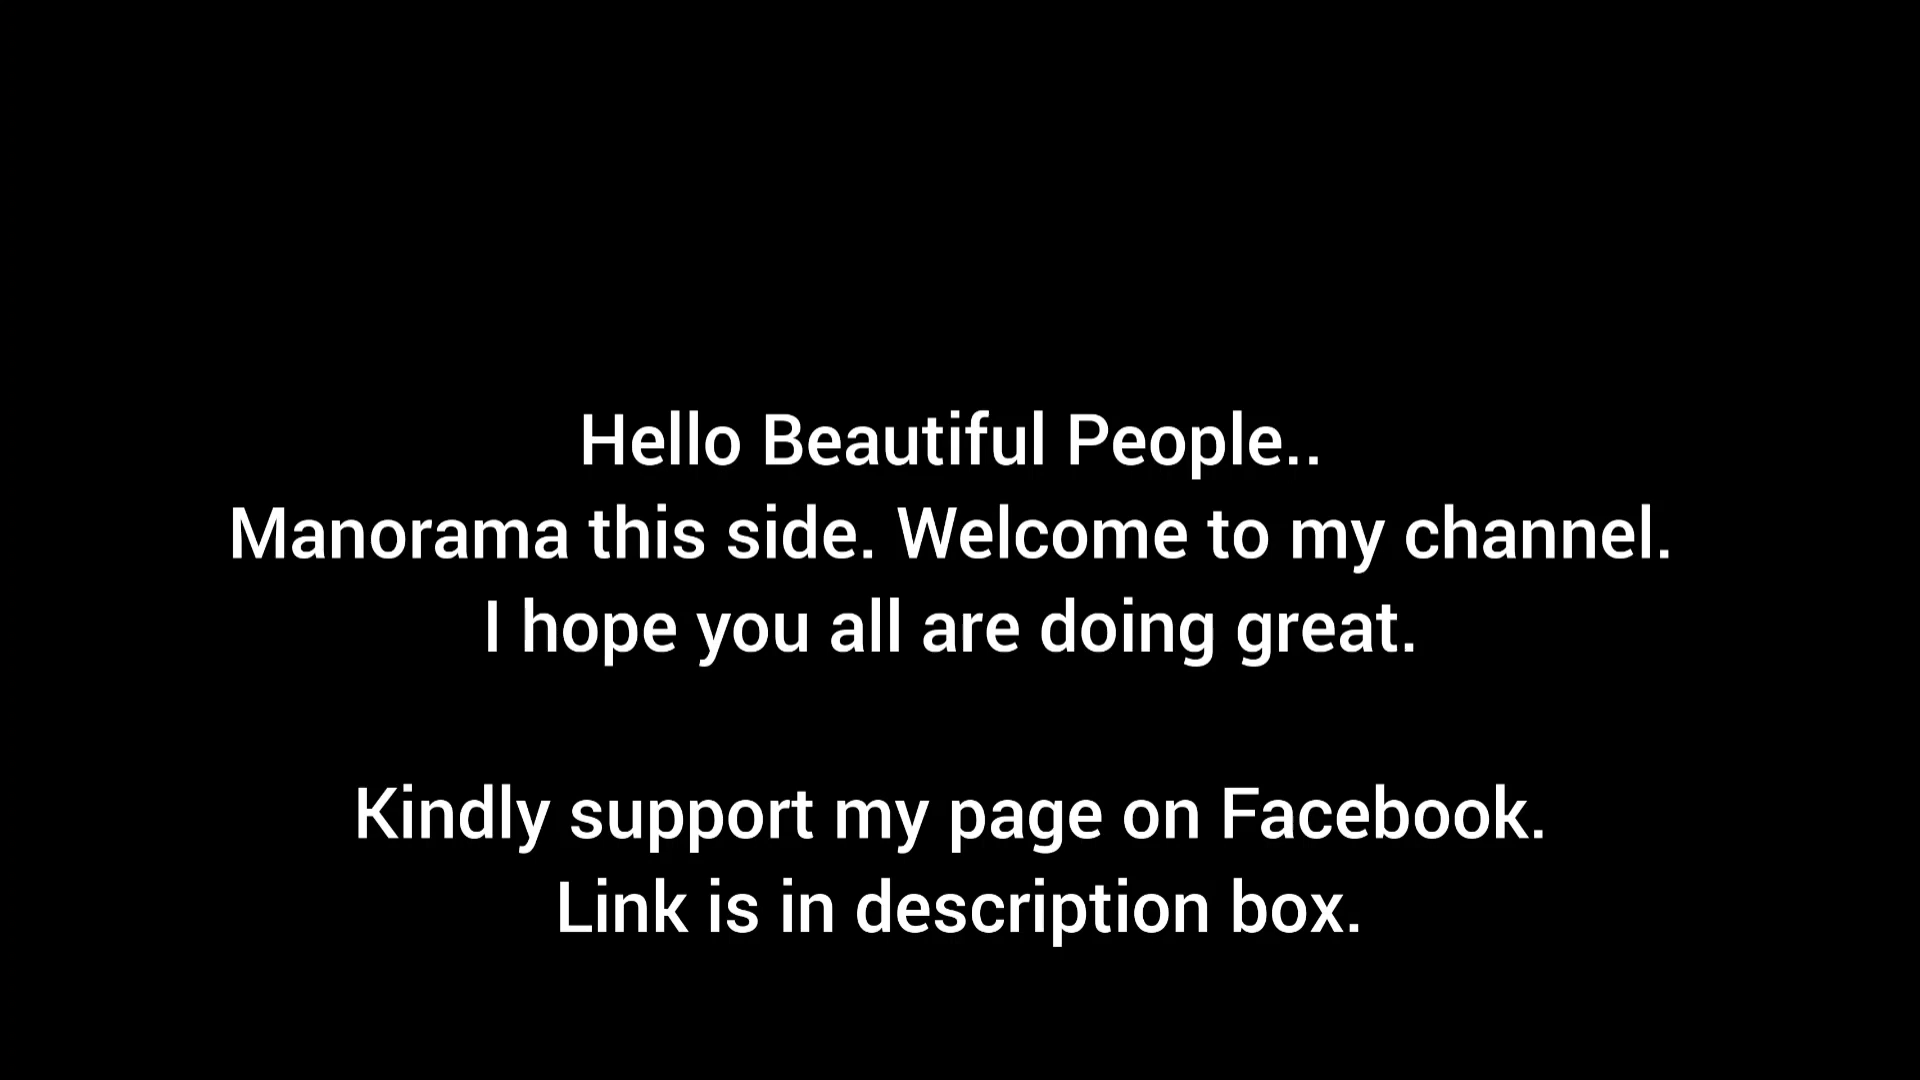 Hello Beautiful People..
Manorama this side. Welcome to my channel.
I hope you all are doing great.
Kindly support my page on Facebook.
Link is in description box.